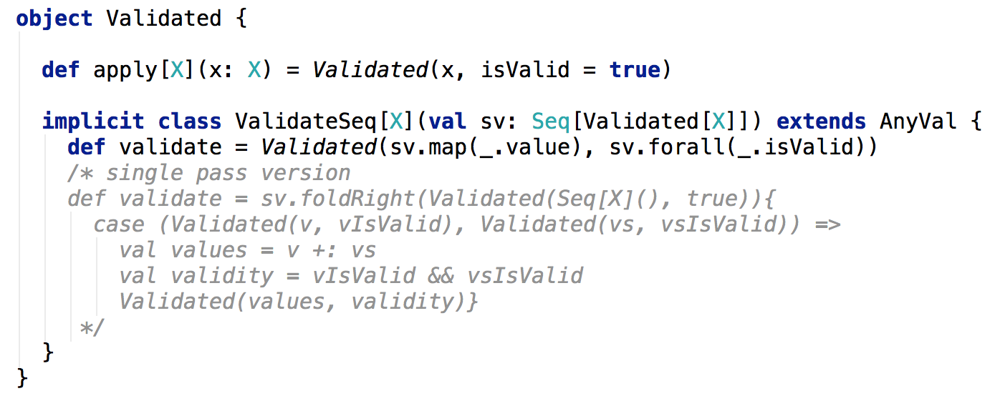 object Validated {
def apply[X](x: X) = Validated(x, isValid = true)
implicit class ValidateSeq[X](val sv: Seq[Validated[X]]) extends AnyVal {
def validate = Validated(sv.map(_.value), sv.forall(_.isValid))
/* single pass version
def validate = sv.foldRight(Validated(Seq[X](), true)){
case (Validated(v, vIsValid), Validated(vs, vsIsValid)) =>
val values = v +: vs
val validity = vIsValid && vsIsValid
Validated(values, validity)}
*/
}
}